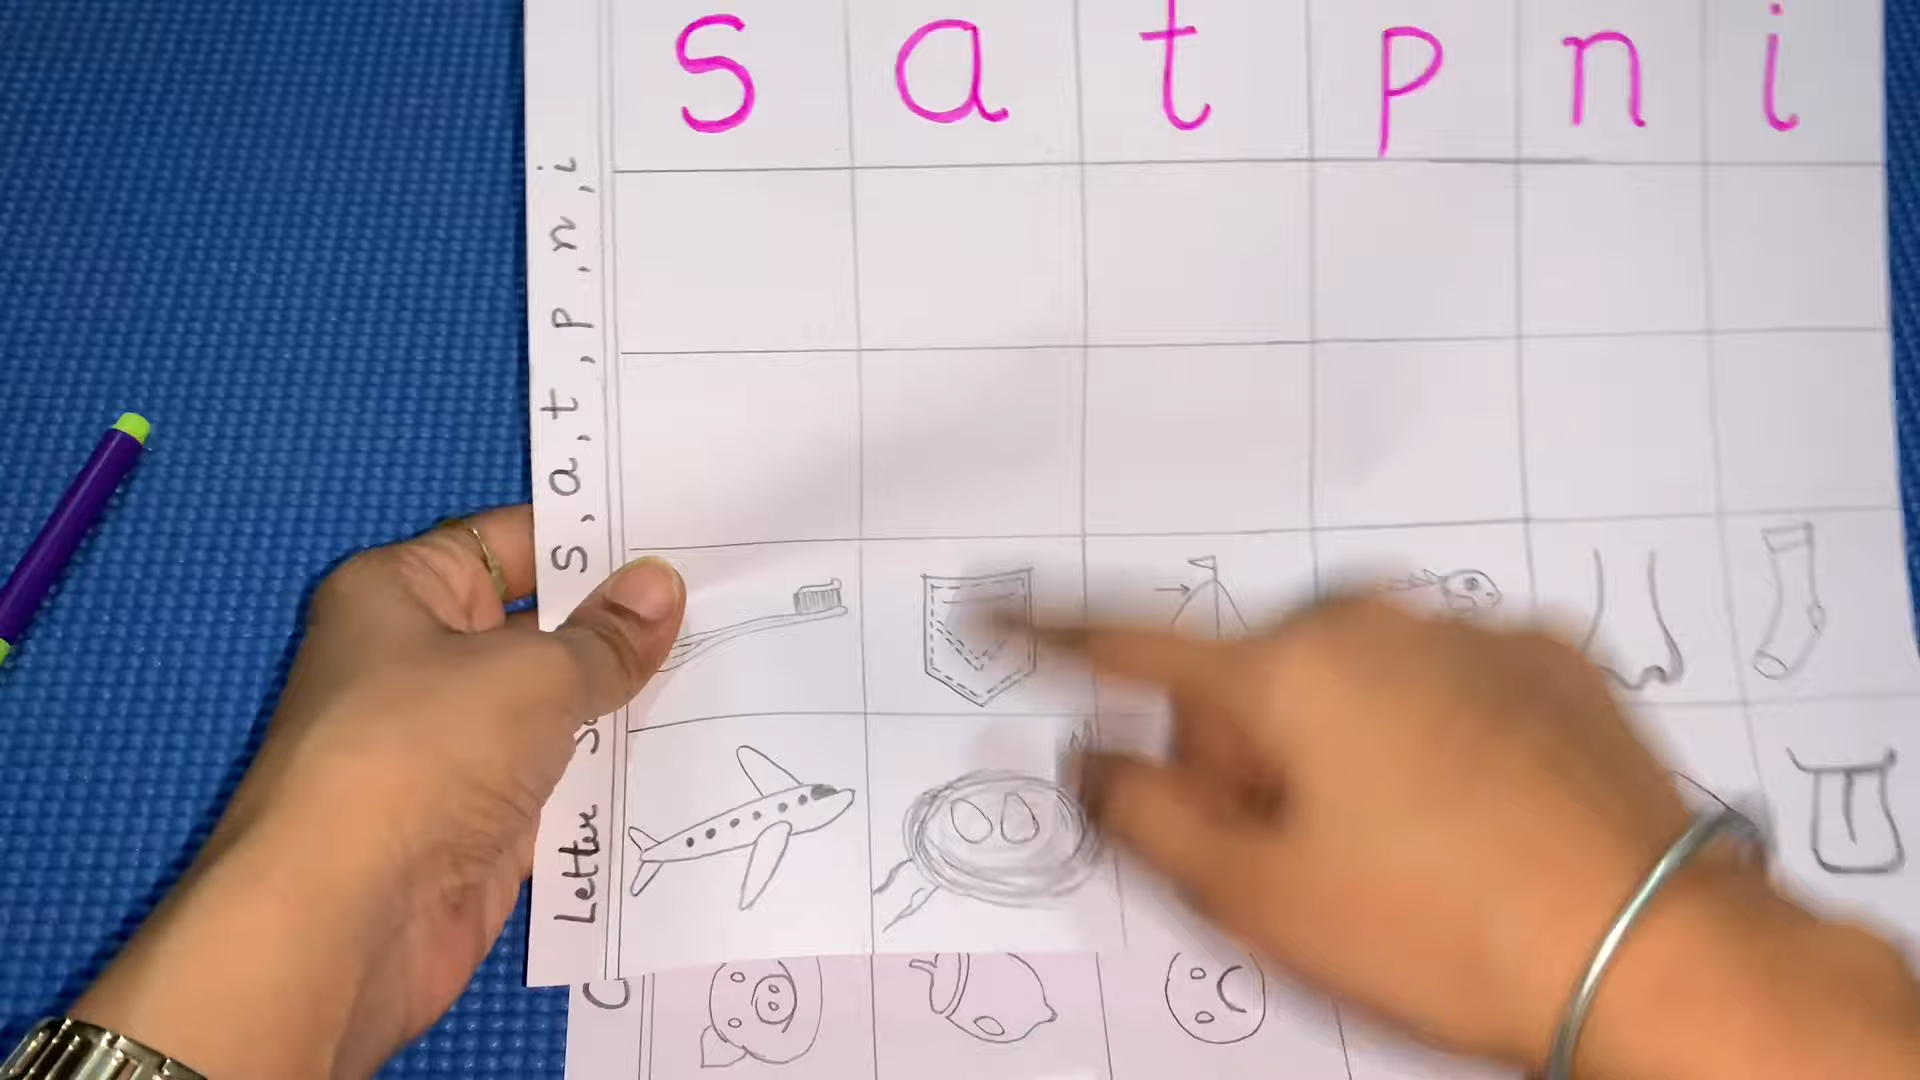 s a t p n i
s, a, t, p, n, i
Letter